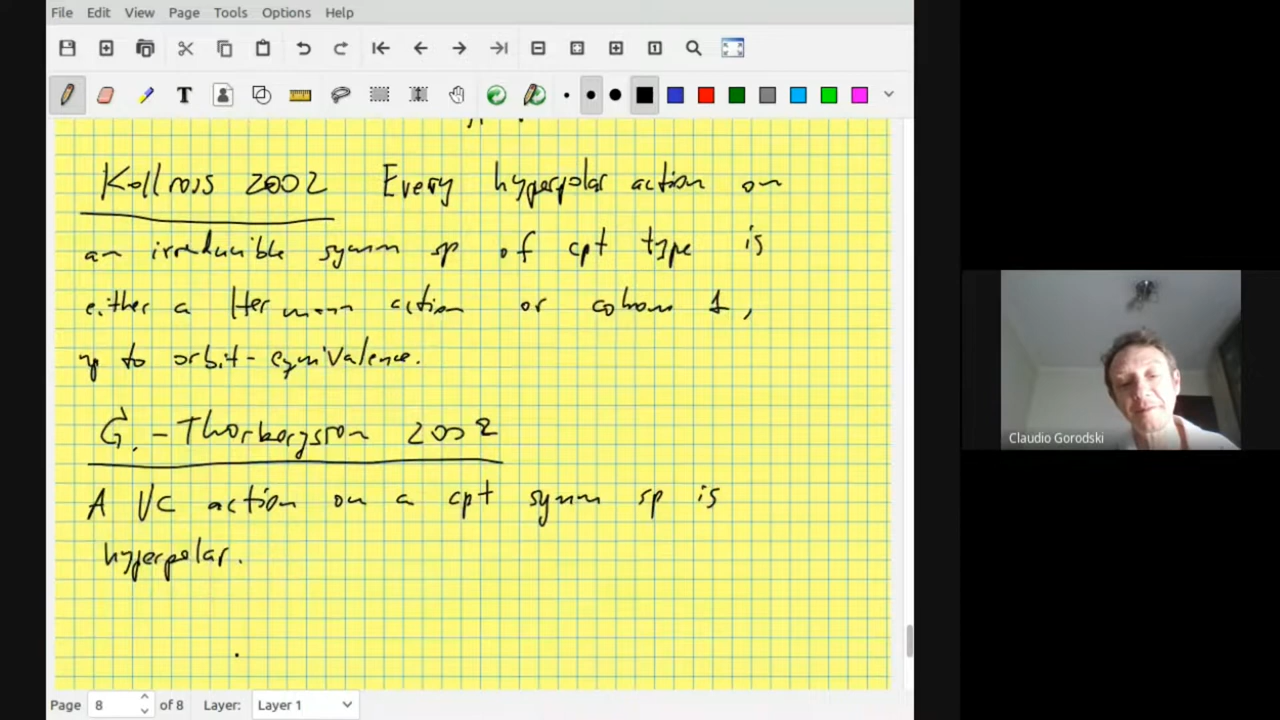 File Edit View Page Tools Options Help
Kollross 2002 Every hyperpolar action on
an irreducible symm sp of cpt type is
either a Hermann action or cohom 1,
up to orbit-equivalence.
G. - Thorbergsson 2002
A VC action on a cpt symm sp is
hyperpolar.
Claudio Gorodski
Page 8 of 8 Layer: Layer 1